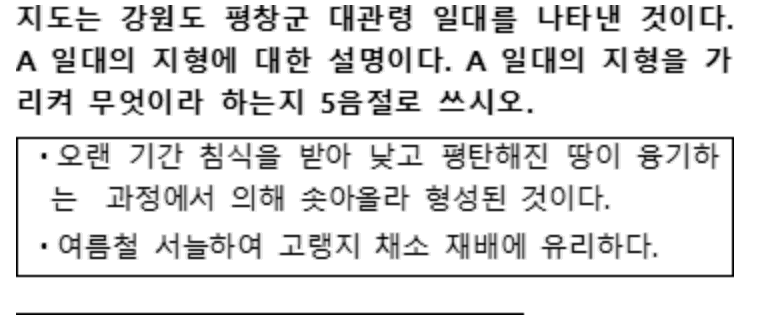 지도는 강원도 평창군 대관령 일대를 나타낸 것이다.
A 일대의 지형에 대한 설명이다. A 일대의 지형을 가
리켜 무엇이라 하는지 5음절로 쓰시오.
・오랜 기간 침식을 받아 낮고 평탄해진 땅이 융기하
는 과정에서 의해 솟아올라 형성된 것이다.
・여름철 서늘하여 고랭지 채소 재배에 유리하다.